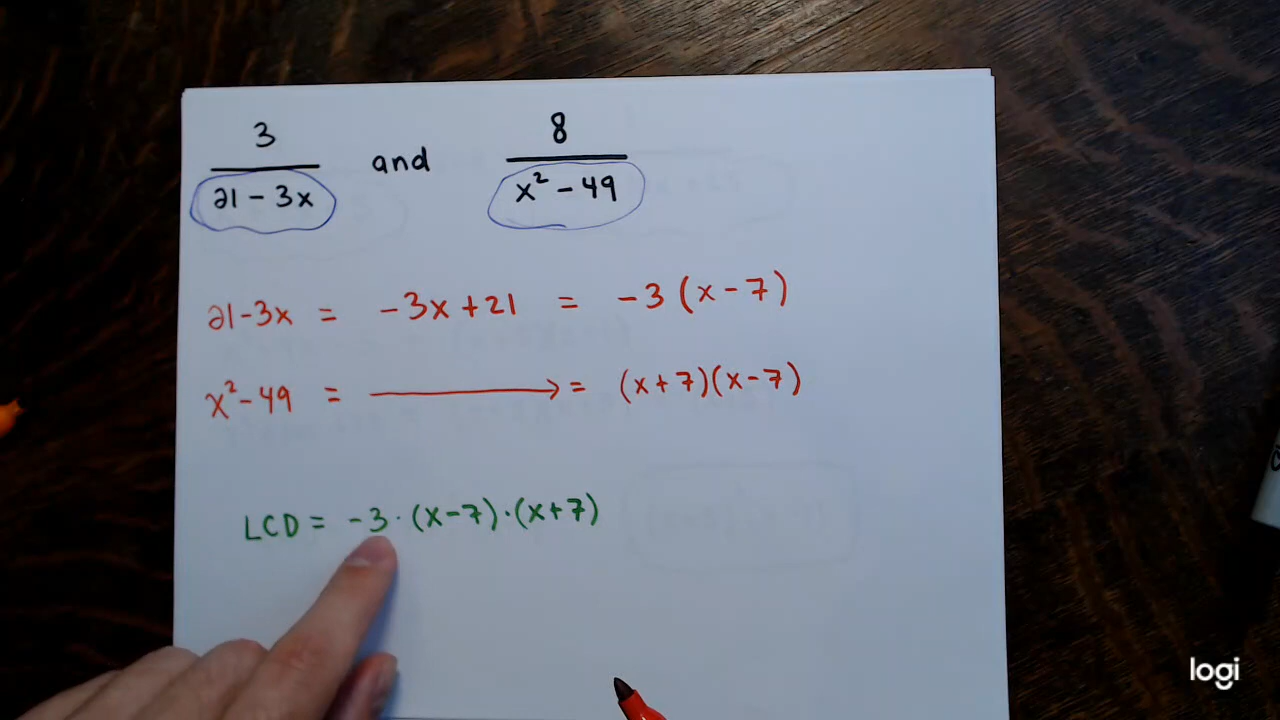 3/(21 - 3x) and 8/(x² - 49)
21-3x = -3x+21 = -3(x-7)
x²-49 = ⟶ = (x+7)(x-7)
LCD = -3·(x-7)·(x+7)
logi